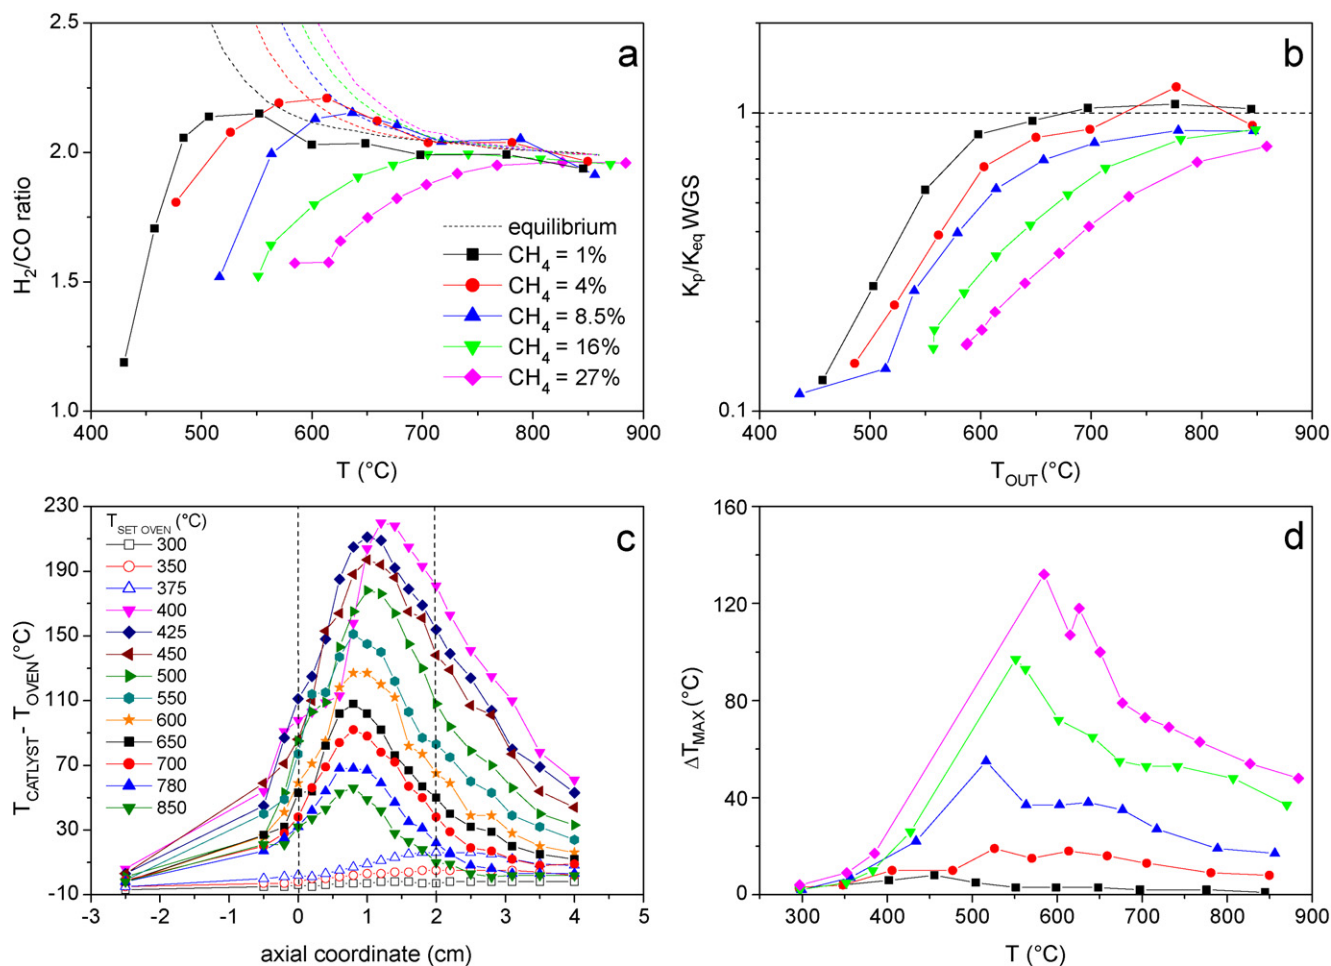 a
2.5
2.0
1.5
1.0
H2/CO ratio
400 500 600 700 800 900
T (°C)
equilibrium
CH4 = 1%
CH4 = 4%
CH4 = 8.5%
CH4 = 16%
CH4 = 27%
b
1
0.1
Kp/Keq WGS
400 500 600 700 800 900
TOUT (°C)
c
230
190
150
110
70
30
-10
TCATLYST - TOVEN (°C)
TSET OVEN (°C)
300
350
375
400
425
450
500
550
600
650
700
780
850
-3 -2 -1 0 1 2 3 4 5
axial coordinate (cm)
d
160
120
80
40
0
ΔTMAX (°C)
300 400 500 600 700 800 900
T (°C)